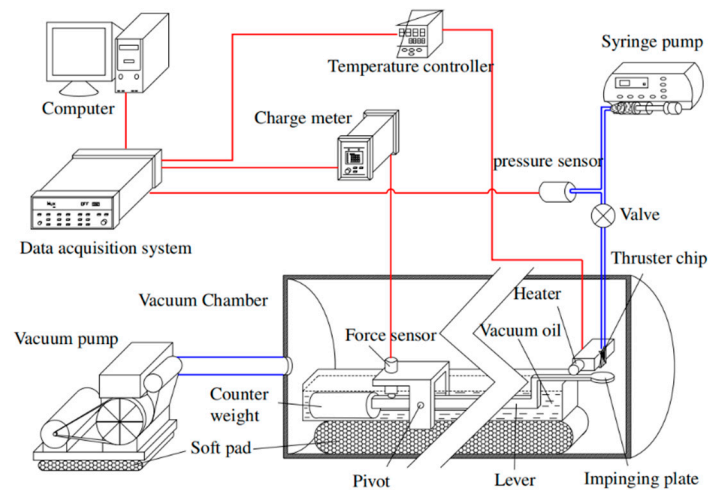 Syringe pump
Temperature controller
Computer
Charge meter
pressure sensor
Valve
Data acquisition system
Thruster chip
Vacuum Chamber
Heater
Vacuum pump
Force sensor
Vacuum oil
Counter
weight
Soft pad
Pivot
Lever
Impinging plate